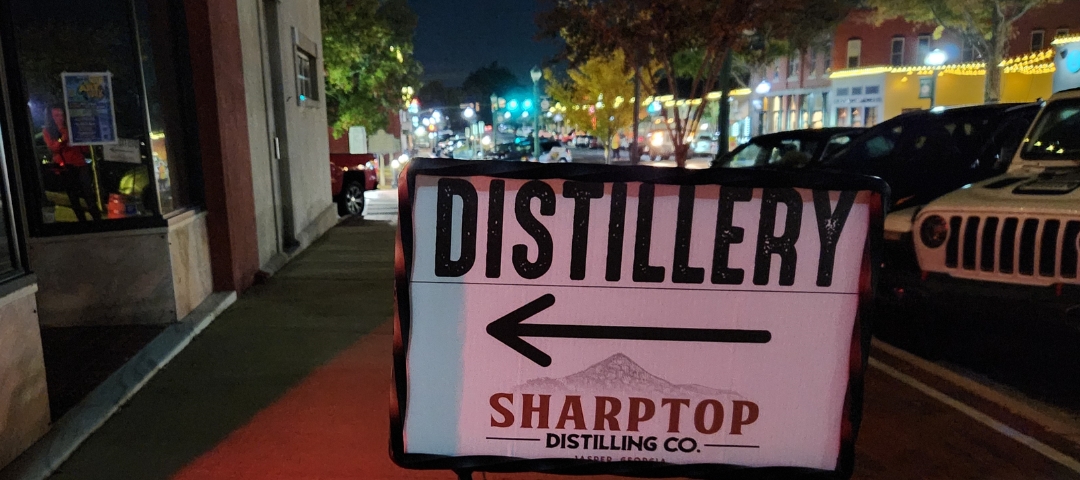 DISTILLERY
SHARPTOP
DISTILLING CO.
JASPER, GEORGIA